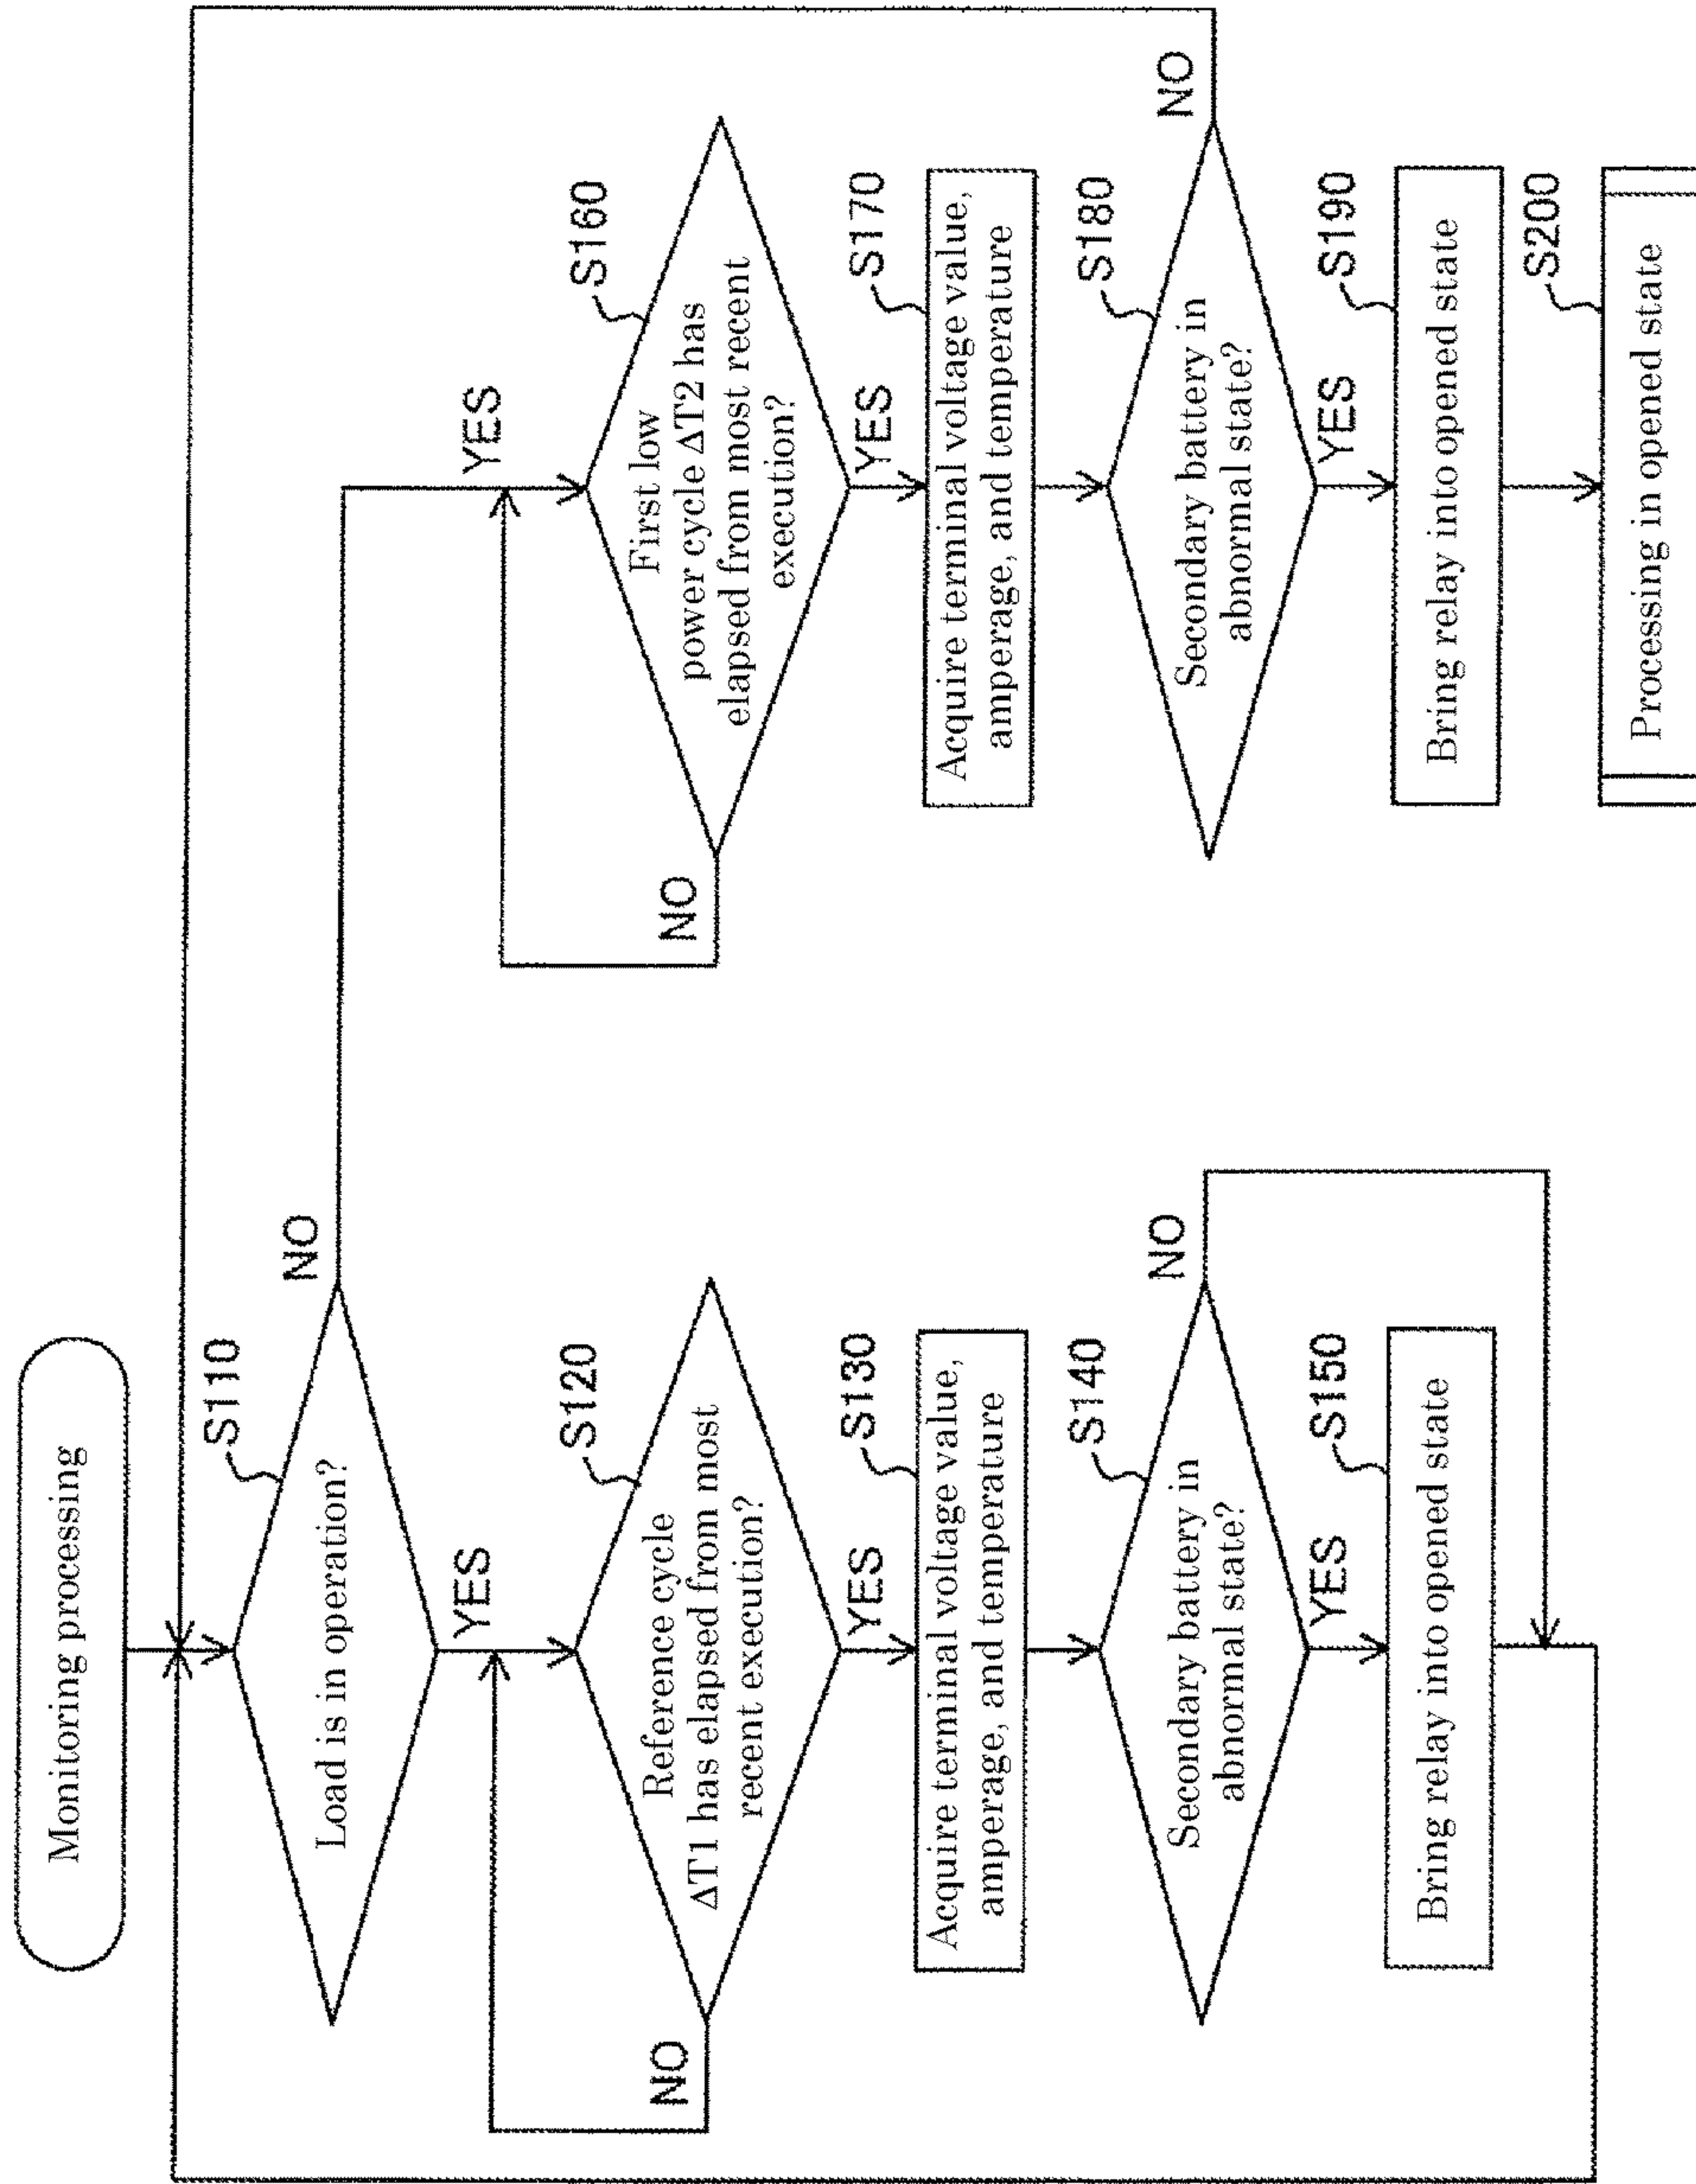 Monitoring processing
S110
Load is in operation?
NO
YES
S120
Reference cycle
ΔT1 has elapsed from most
recent execution?
NO
YES
S130
Acquire terminal voltage value,
amperage, and temperature
S140
Secondary battery in
abnormal state?
NO
YES
S150
Bring relay into opened state
YES
S160
First low
power cycle ΔT2 has
elapsed from most recent
execution?
NO
YES
S170
Acquire terminal voltage value,
amperage, and temperature
S180
Secondary battery in
abnormal state?
NO
YES
S190
Bring relay into opened state
S200
Processing in opened state